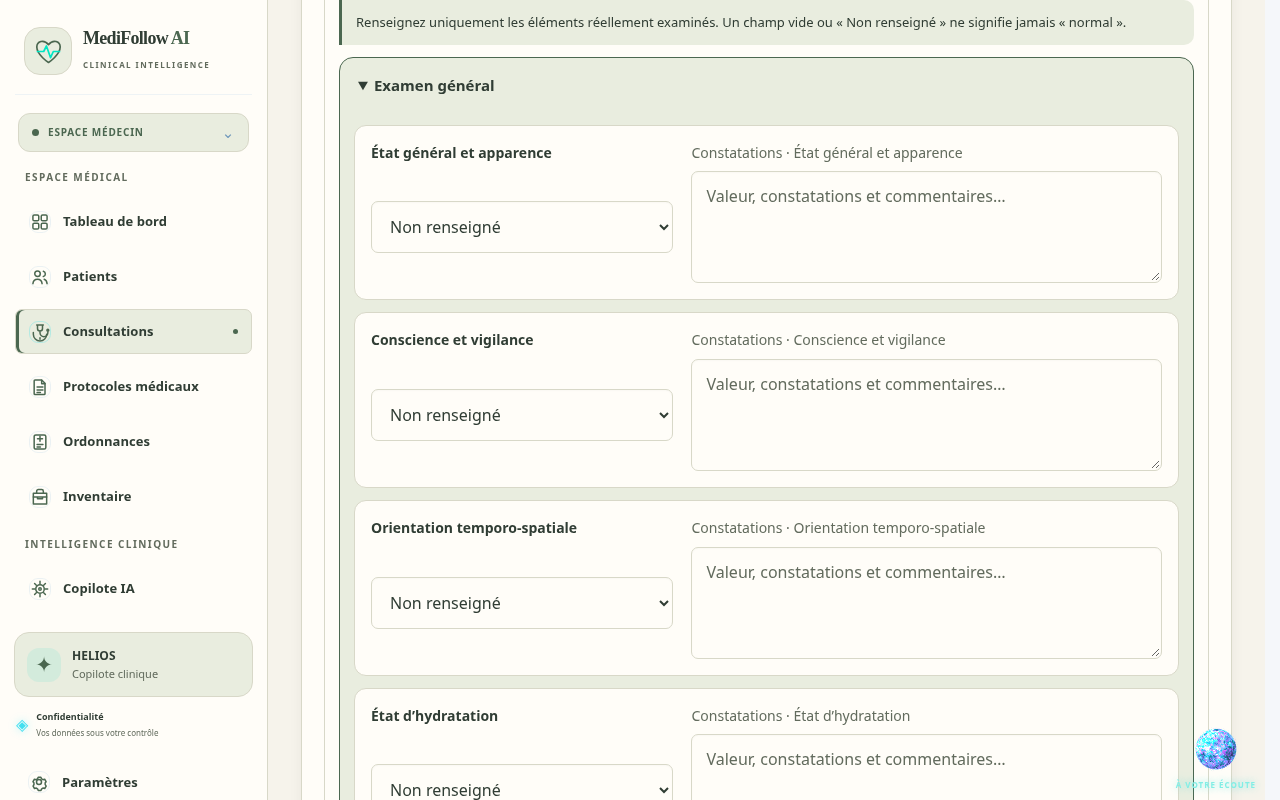 MediFollow AI
CLINICAL INTELLIGENCE
ESPACE MÉDECIN
ESPACE MÉDICAL
Tableau de bord
Patients
Consultations
Protocoles médicaux
Ordonnances
Inventaire
INTELLIGENCE CLINIQUE
Copilote IA
HELIOS
Copilote clinique
Confidentialité
Vos données sous votre contrôle
Paramètres
Renseignez uniquement les éléments réellement examinés. Un champ vide ou « Non renseigné » ne signifie jamais « normal ».
Examen général
État général et apparence
Non renseigné
Constatations · État général et apparence
Valeur, constatations et commentaires...
Conscience et vigilance
Non renseigné
Constatations · Conscience et vigilance
Valeur, constatations et commentaires...
Orientation temporo-spatiale
Non renseigné
Constatations · Orientation temporo-spatiale
Valeur, constatations et commentaires...
État d’hydratation
Non renseigné
Constatations · État d’hydratation
Valeur, constatations et commentaires...
À VOTRE ÉCOUTE